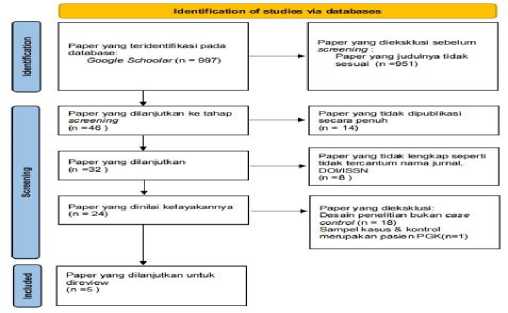 Identification of studies via databases
Identification
Paper yang teridentifikasi pada
database:
Google Schoolar (n = 997)
Paper yang dieksklusi sebelum
screening :
Paper yang judulnya tidak
sesuai (n =951)
Screening
Paper yang dilanjutkan ke tahap
screening
(n =46 )
Paper yang tidak dipublikasi
secara penuh
(n = 14)
Paper yang dilanjutkan
(n =32 )
Paper yang tidak lengkap seperti
tidak tercantum nama jurnal,
DOI/ISSN
(n =8 )
Paper yang dinilai kelayakannya
(n = 24)
Paper yang dieksklusi:
Desain penelitian bukan case
control (n = 18)
Sampel kasus & kontrol
merupakan pasien PGK(n=1)
Included
Paper yang dilanjutkan untuk
direview
(n =5 )